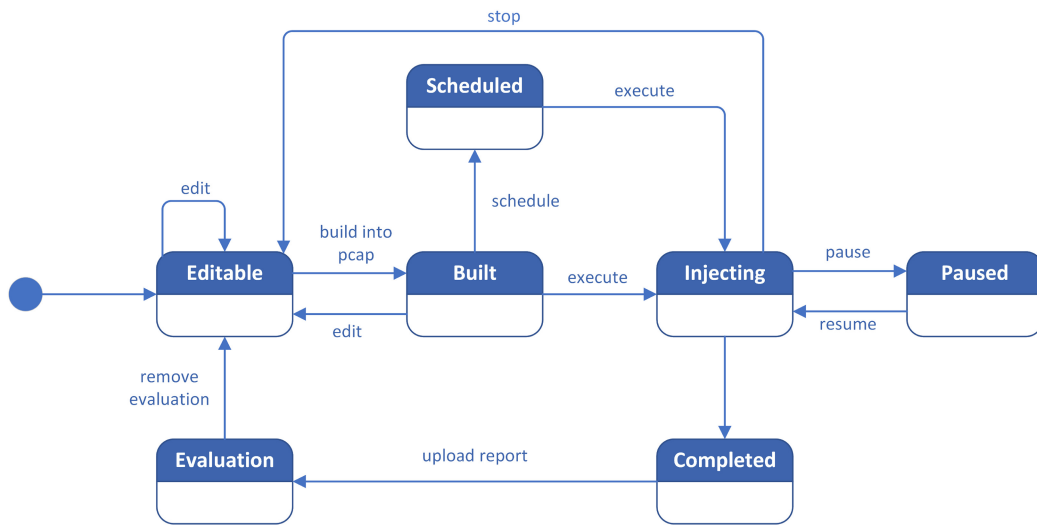 stop
Scheduled
execute
edit
schedule
build into
pcap
Editable
Built
execute
Injecting
pause
Paused
edit
resume
remove
evaluation
Evaluation
upload report
Completed